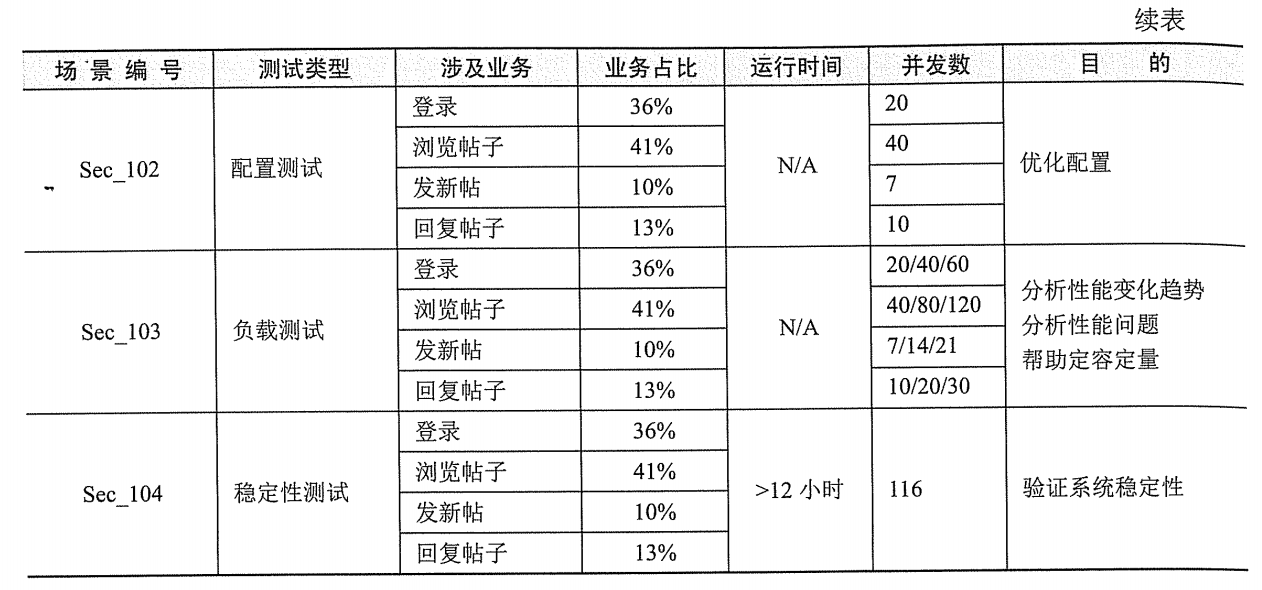 续表
场景编号 测试类型 涉及业务 业务占比 运行时间 并发数 目的
Sec_102 配置测试 登录 36% N/A 20 优化配置
浏览帖子 41% 40
发新帖 10% 7
回复帖子 13% 10
Sec_103 负载测试 登录 36% N/A 20/40/60 分析性能变化趋势
浏览帖子 41% 40/80/120 分析性能问题
发新帖 10% 7/14/21 帮助定容定量
回复帖子 13% 10/20/30
Sec_104 稳定性测试 登录 36% >12 小时 116 验证系统稳定性
浏览帖子 41%
发新帖 10%
回复帖子 13%